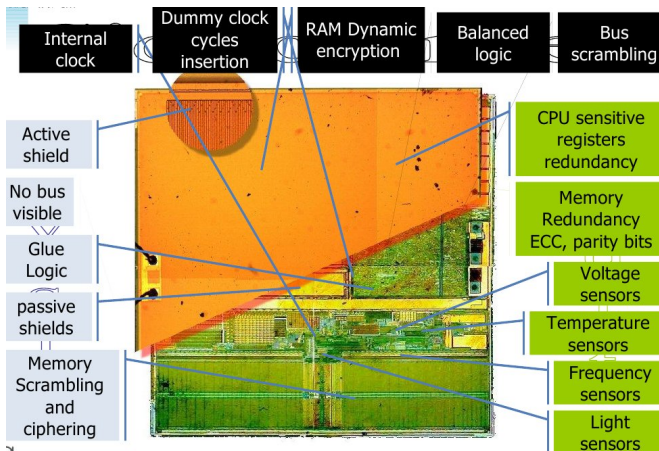 Internal
clock
Dummy clock
cycles
insertion
RAM Dynamic
encryption
Balanced
logic
Bus
scrambling
Active
shield
No bus
visible
Glue
Logic
passive
shields
Memory
Scrambling
and
ciphering
CPU sensitive
registers
redundancy
Memory
Redundancy
ECC, parity bits
Voltage
sensors
Temperature
sensors
Frequency
sensors
Light
sensors